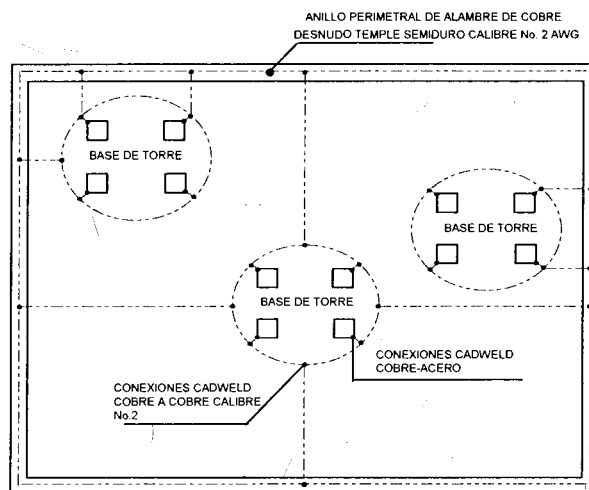 ANILLO PERIMETRAL DE ALAMBRE DE COBRE
DESNUDO TEMPLE SEMIDURO CALIBRE No. 2 AWG
BASE DE TORRE
BASE DE TORRE
BASE DE TORRE
CONEXIONES CADWELD
COBRE-ACERO
CONEXIONES CADWELD
COBRE A COBRE CALIBRE
No.2